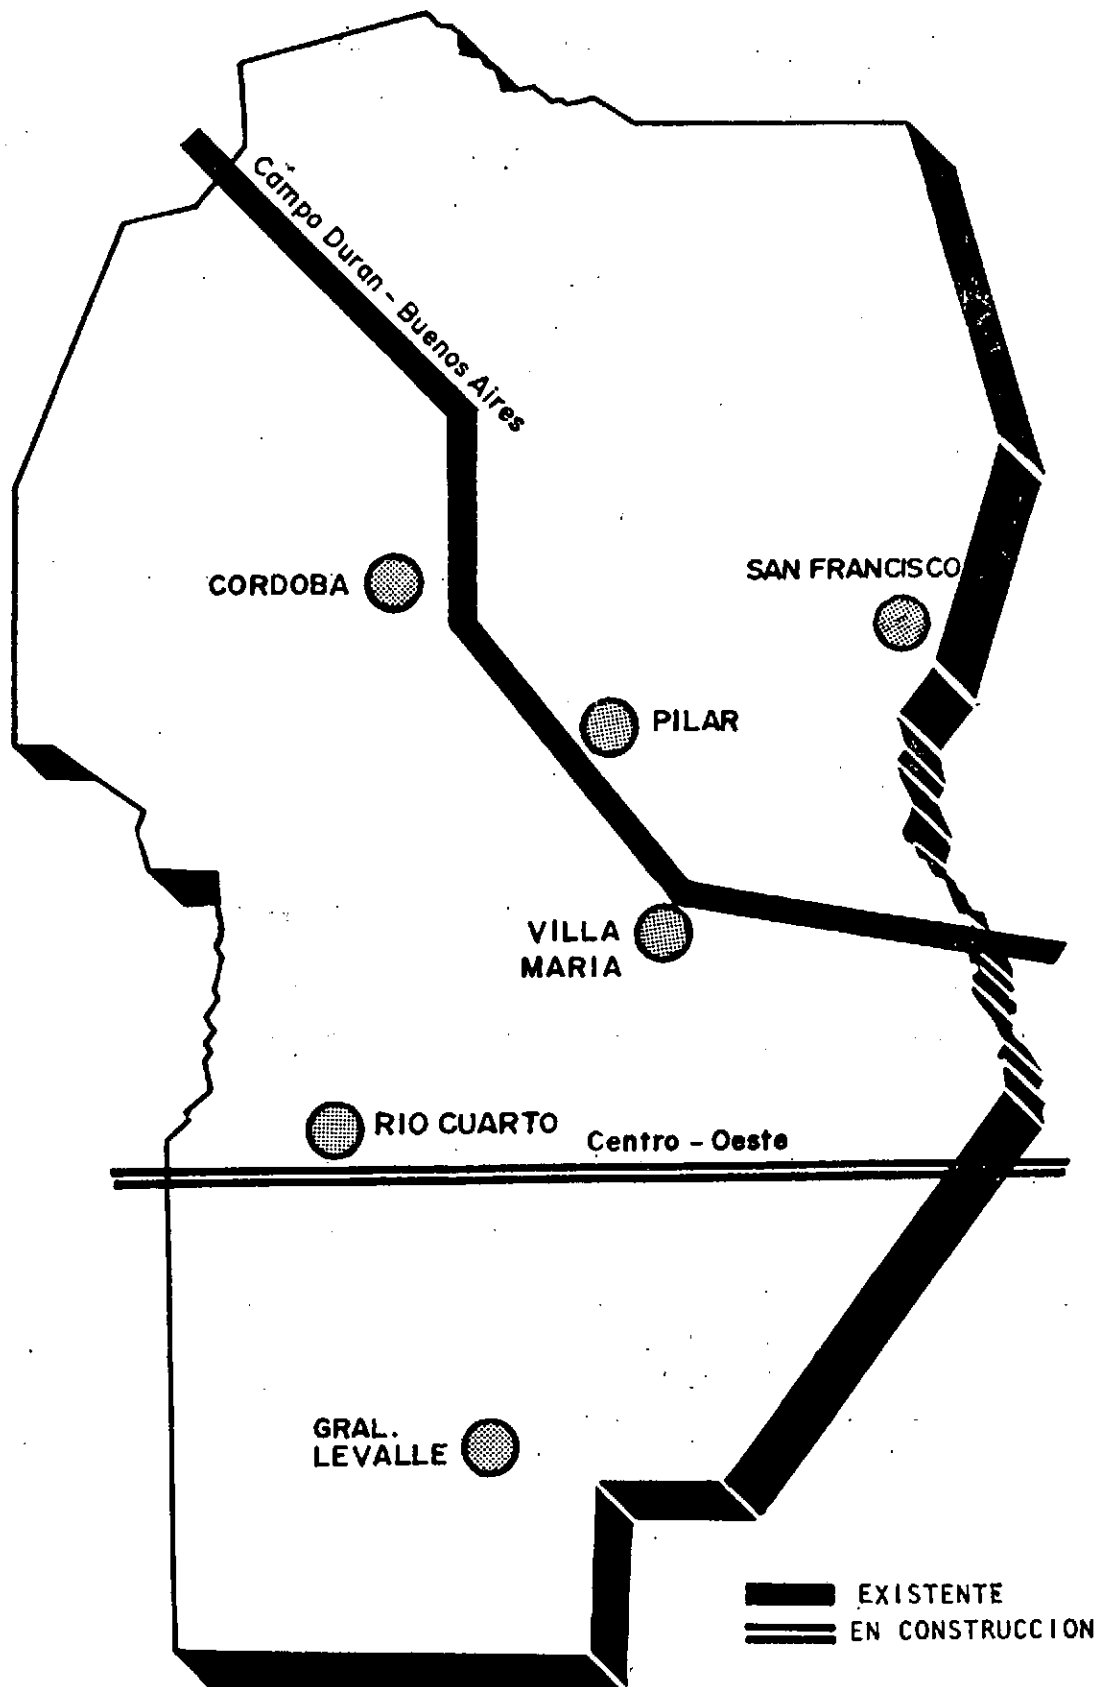 Campo Duran - Buenos Aires
CORDOBA
SAN FRANCISCO
PILAR
VILLA
MARIA
RIO CUARTO
Centro - Oeste
GRAL.
LEVALLE
EXISTENTE
EN CONSTRUCCION